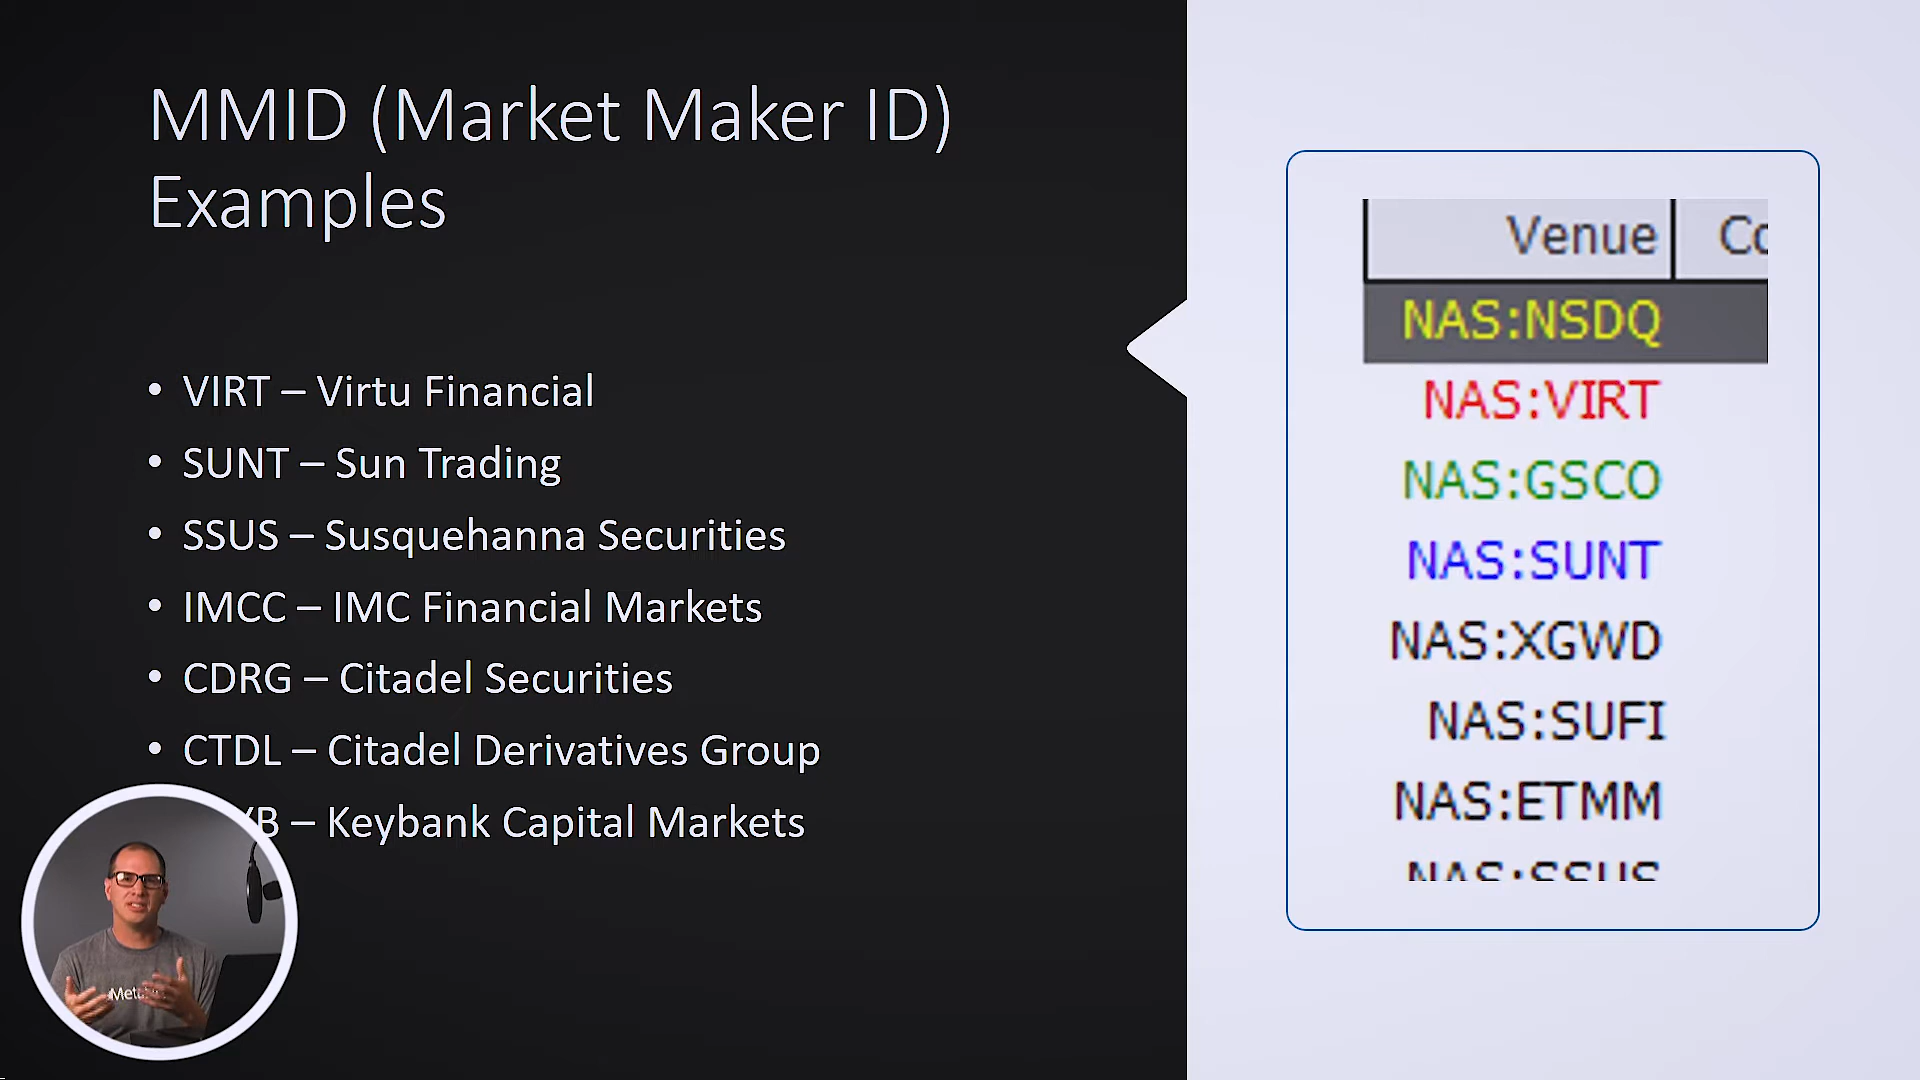 MMID (Market Maker ID)
Examples
• VIRT – Virtu Financial
• SUNT – Sun Trading
• SSUS – Susquehanna Securities
• IMCC – IMC Financial Markets
• CDRG – Citadel Securities
• CTDL – Citadel Derivatives Group
– Keybank Capital Markets
Venue
NAS:NSDQ
NAS:VIRT
NAS:GSCO
NAS:SUNT
NAS:XGWD
NAS:SUFI
NAS:ETMM
NAS:SSUS